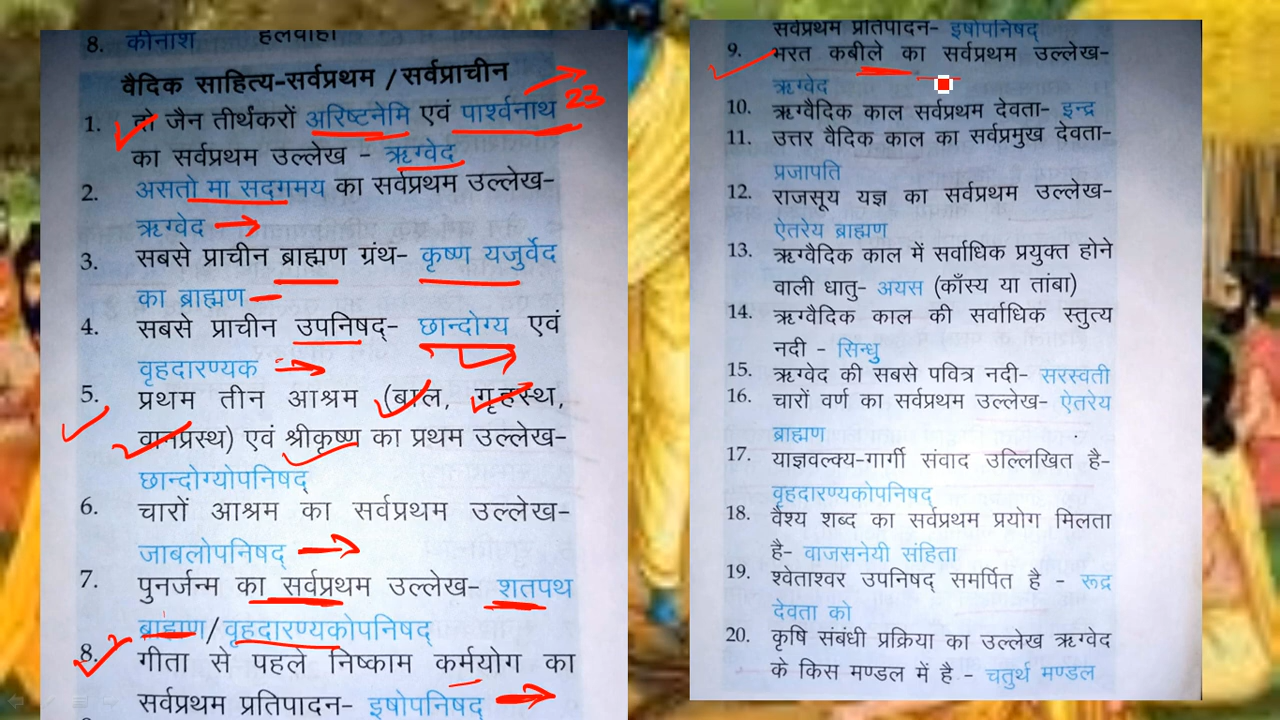 8. कीनाश हलवाहा
वैदिक साहित्य-सर्वप्रथम / सर्वप्राचीन
1. दो जैन तीर्थंकरों अरिष्टनेमि एवं पार्श्वनाथ 23
का सर्वप्रथम उल्लेख - ऋग्वेद
2. असतो मा सद्गमय का सर्वप्रथम उल्लेख-
ऋग्वेद
3. सबसे प्राचीन ब्राह्मण ग्रंथ- कृष्ण यजुर्वेद
का ब्राह्मण
4. सबसे प्राचीन उपनिषद्- छान्दोग्य एवं
वृहदारण्यक
5. प्रथम तीन आश्रम (बाल, गृहस्थ,
वानप्रस्थ) एवं श्रीकृष्ण का प्रथम उल्लेख-
छान्दोग्योपनिषद्
6. चारों आश्रम का सर्वप्रथम उल्लेख-
जाबलोपनिषद्
7. पुनर्जन्म का सर्वप्रथम उल्लेख- शतपथ
ब्राह्मण/वृहदारण्यकोपनिषद्
8. गीता से पहले निष्काम कर्मयोग का
सर्वप्रथम प्रतिपादन- इषोपनिषद्
सर्वप्रथम प्रतिपादन- इषोपनिषद्
9. भरत कबीले का सर्वप्रथम उल्लेख-
ऋग्वेद
10. ऋग्वैदिक काल सर्वप्रथम देवता- इन्द्र
11. उत्तर वैदिक काल का सर्वप्रमुख देवता-
प्रजापति
12. राजसूय यज्ञ का सर्वप्रथम उल्लेख-
ऐतरेय ब्राह्मण
13. ऋग्वैदिक काल में सर्वाधिक प्रयुक्त होने
वाली धातु- अयस (काँस्य या तांबा)
14. ऋग्वैदिक काल की सर्वाधिक स्तुत्य
नदी - सिन्धु
15. ऋग्वेद की सबसे पवित्र नदी- सरस्वती
16. चारों वर्ण का सर्वप्रथम उल्लेख- ऐतरेय
ब्राह्मण
17. याज्ञवल्क्य-गार्गी संवाद उल्लिखित है-
वृहदारण्यकोपनिषद्
18. वैश्य शब्द का सर्वप्रथम प्रयोग मिलता
है- वाजसनेयी संहिता
19. श्वेताश्वर उपनिषद् समर्पित है - रूद्र
देवता को
20. कृषि संबंधी प्रक्रिया का उल्लेख ऋग्वेद
के किस मण्डल में है - चतुर्थ मण्डल